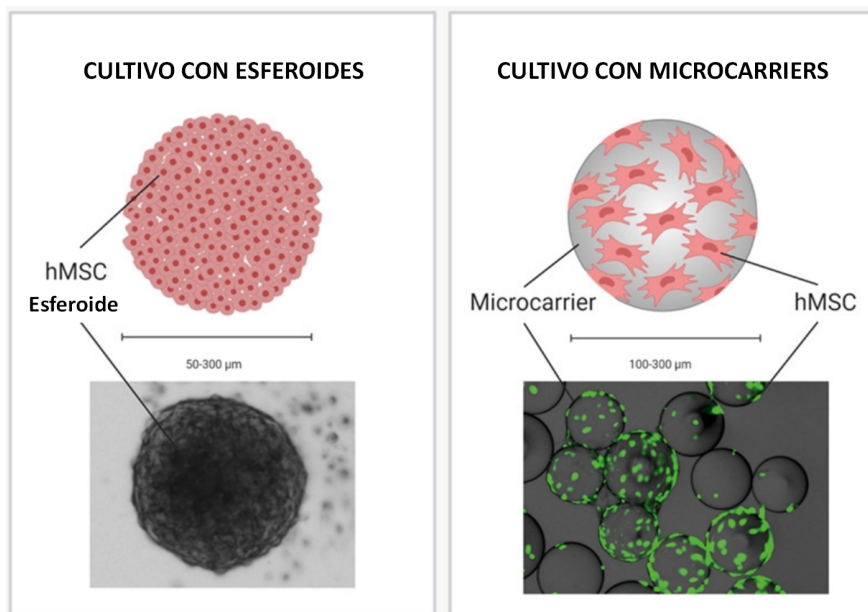 CULTIVO CON ESFEROIDES
hMSC
Esferoide
50-300 µm
CULTIVO CON MICROCARRIERS
Microcarrier
hMSC
100-300 µm